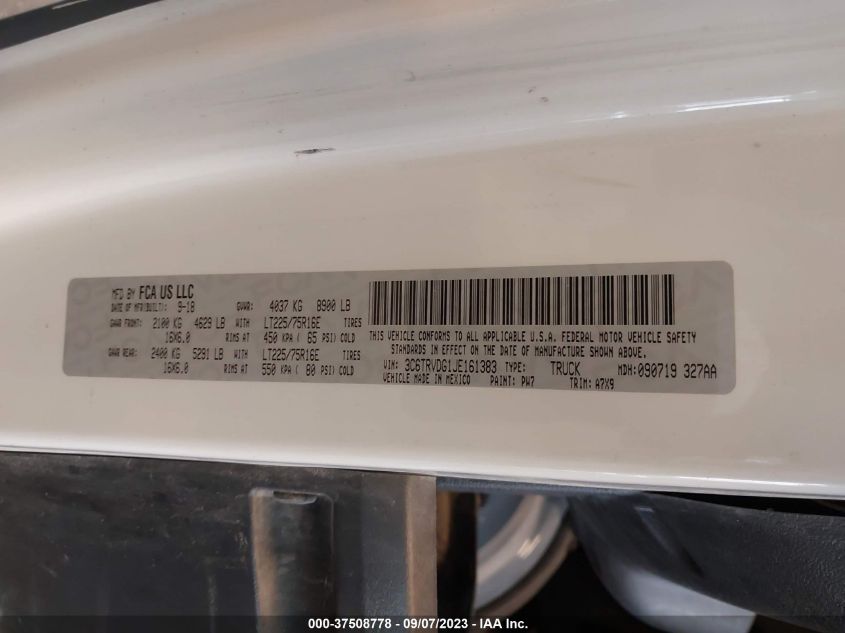 MFD BY FCA US LLC
DATE OF MFR(BUILT): 9-18 GVWR: 4037 KG 8900 LB
GAWR FRONT: 2100 KG 4629 LB WITH LT225/75R16E TIRES
16X6.0 RIMS AT 450 KPA ( 65 PSI) COLD
GAWR REAR: 2400 KG 5291 LB WITH LT225/75R16E TIRES
16X6.0 RIMS AT 550 KPA ( 80 PSI) COLD
THIS VEHICLE CONFORMS TO ALL APPLICABLE U.S.A. FEDERAL MOTOR VEHICLE SAFETY
STANDARDS IN EFFECT ON THE DATE OF MANUFACTURE SHOWN ABOVE.
VIN: 3C6TRVDG1JE161383 TYPE: TRUCK MDH: 090719 327AA
VEHICLE MADE IN MEXICO PAINT: PW7 TRIM: A7X9
000-37508778 - 09/07/2023 - IAA Inc.